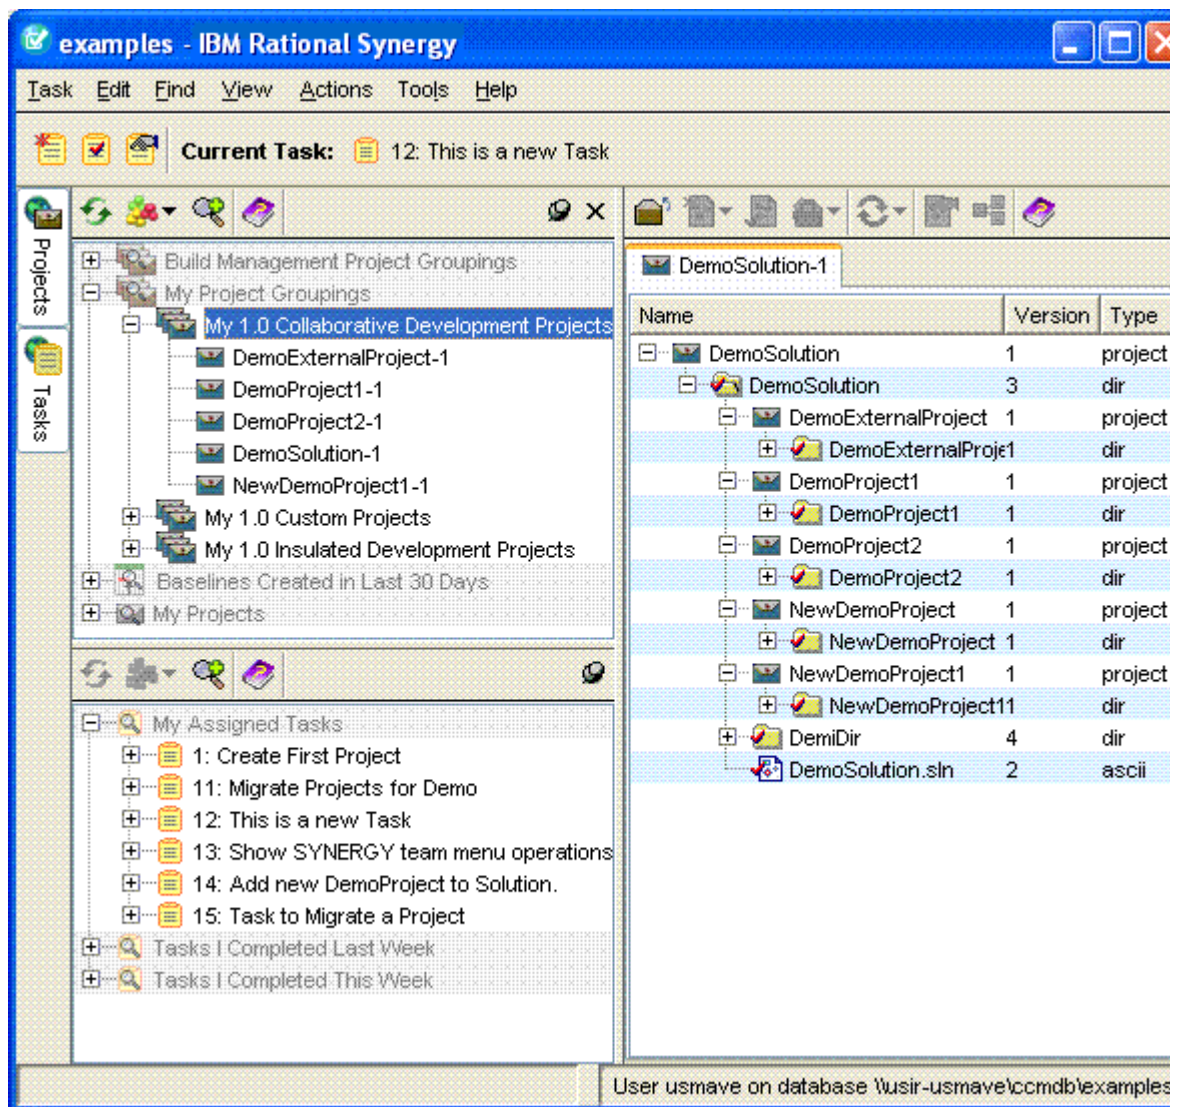 examples - IBM Rational Synergy
Task Edit Find View Actions Tools Help
Current Task: 12: This is a new Task
Projects
Tasks
Build Management Project Groupings
My Project Groupings
My 1.0 Collaborative Development Projects
DemoExternalProject-1
DemoProject1-1
DemoProject2-1
DemoSolution-1
NewDemoProject1-1
My 1.0 Custom Projects
My 1.0 Insulated Development Projects
Baselines Created in Last 30 Days
My Projects
My Assigned Tasks
1: Create First Project
11: Migrate Projects for Demo
12: This is a new Task
13: Show SYNERGY team menu operations
14: Add new DemoProject to Solution.
15: Task to Migrate a Project
Tasks I Completed Last Week
Tasks I Completed This Week
DemoSolution-1
Name Version Type
DemoSolution 1 project
DemoSolution 3 dir
DemoExternalProject 1 project
DemoExternalProje 1 dir
DemoProject1 1 project
DemoProject1 1 dir
DemoProject2 1 project
DemoProject2 1 dir
NewDemoProject 1 project
NewDemoProject 1 dir
NewDemoProject1 1 project
NewDemoProject1 1 dir
DemiDir 4 dir
DemoSolution.sln 2 ascii
User usmave on database \\usir-usmave\ccmdb\examples